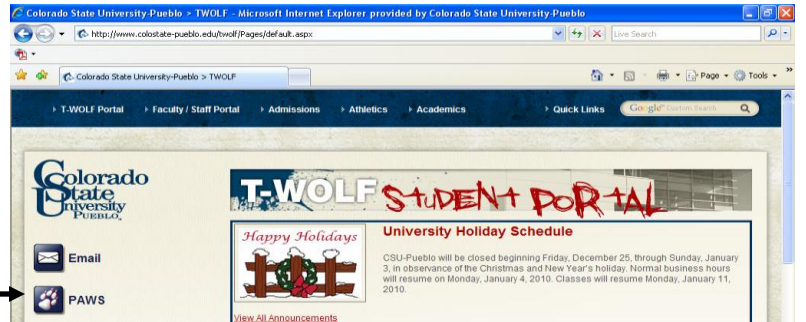 Colorado State University-Pueblo > TWOLF - Microsoft Internet Explorer provided by Colorado State University-Pueblo
http://www.colostate-pueblo.edu/twolf/Pages/default.aspx
Live Search
Colorado State University-Pueblo > TWOLF
Page
Tools
T-WOLF Portal
Faculty / Staff Portal
Admissions
Athletics
Academics
Quick Links
Google™ Custom Search
Colorado
State
University
PUEBLO
T-WOLF STUDENT PORTAL
Happy Holidays
University Holiday Schedule
CSU-Pueblo will be closed beginning Friday, December 25, through Sunday, January
3, in observance of the Christmas and New Year's holiday. Normal business hours
will resume on Monday, January 4, 2010. Classes will resume Monday, January 11,
2010.
Email
PAWS
View All Announcements